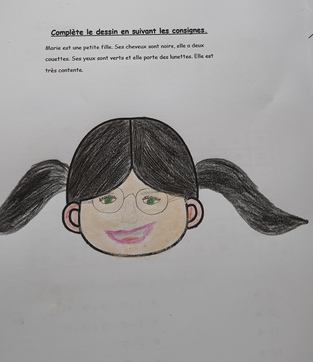 Complète le dessin en suivant les consignes.
Marie est une petite fille. Ses cheveux sont noirs, elle a deux
couettes. Ses yeux sont verts et elle porte des lunettes. Elle est
très contente.